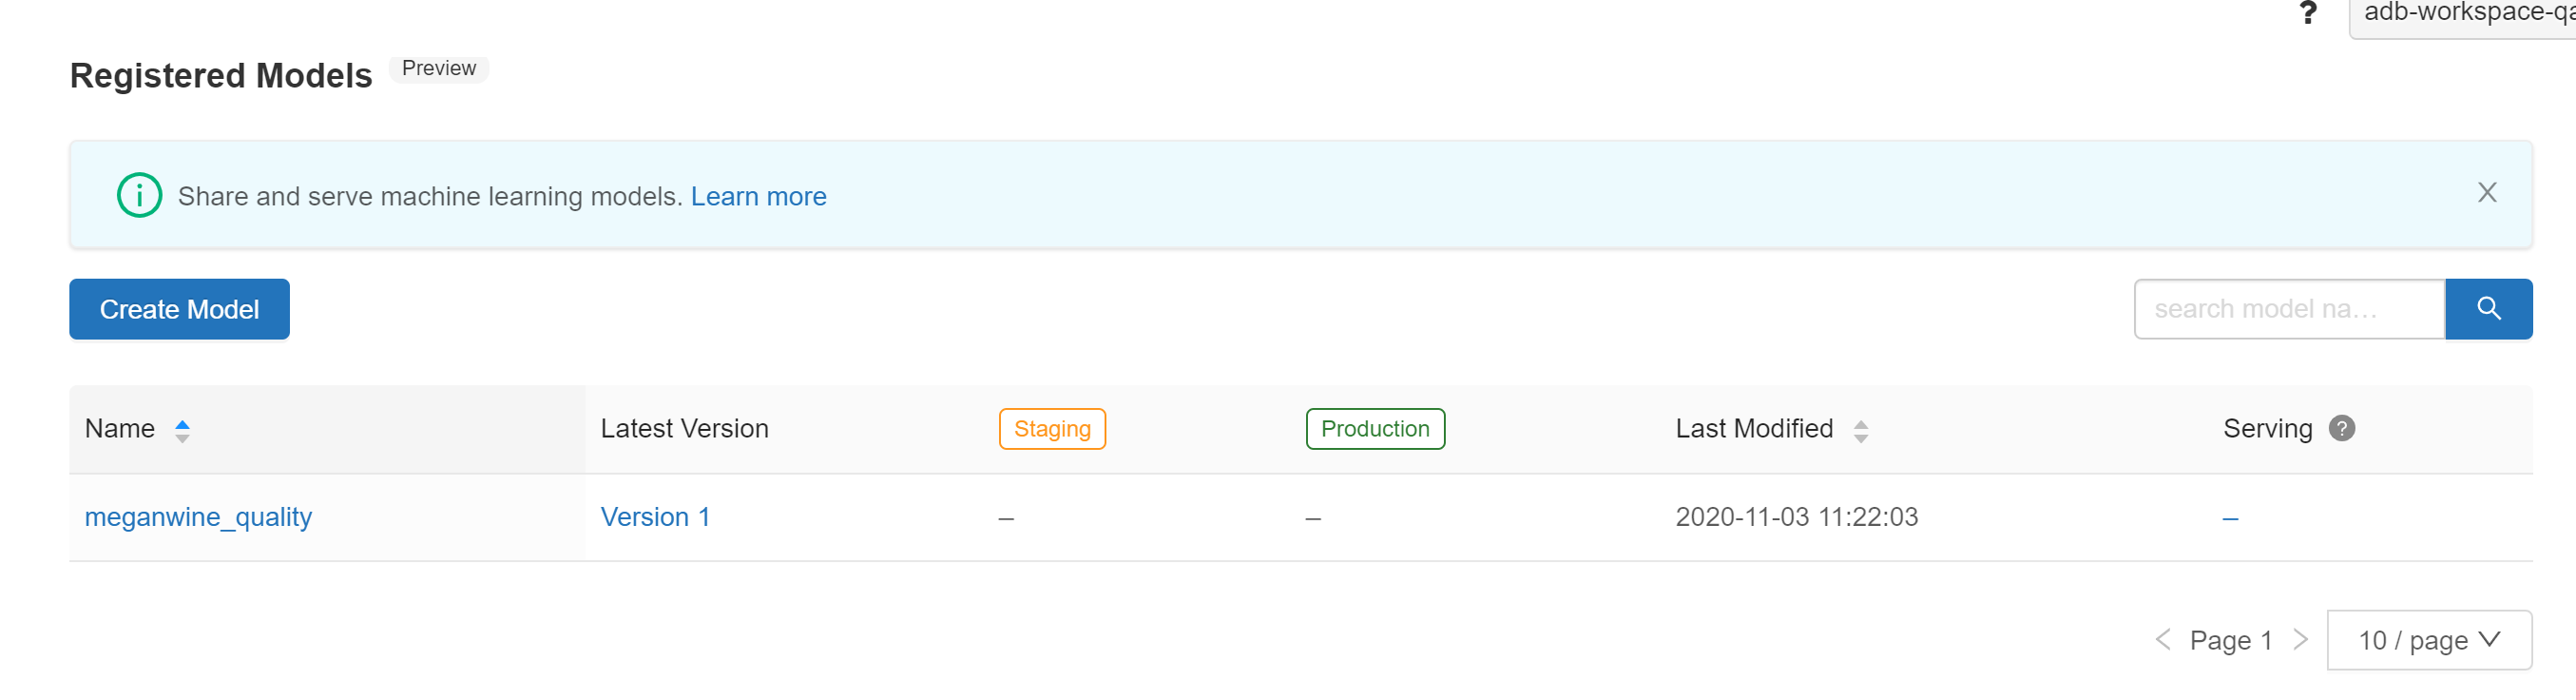 ? adb-workspace-qa
Registered Models Preview
Share and serve machine learning models. Learn more
Create Model search model na...
Name Latest Version Staging Production Last Modified Serving ?
meganwine_quality Version 1 – – 2020-11-03 11:22:03 –
Page 1 10 / page